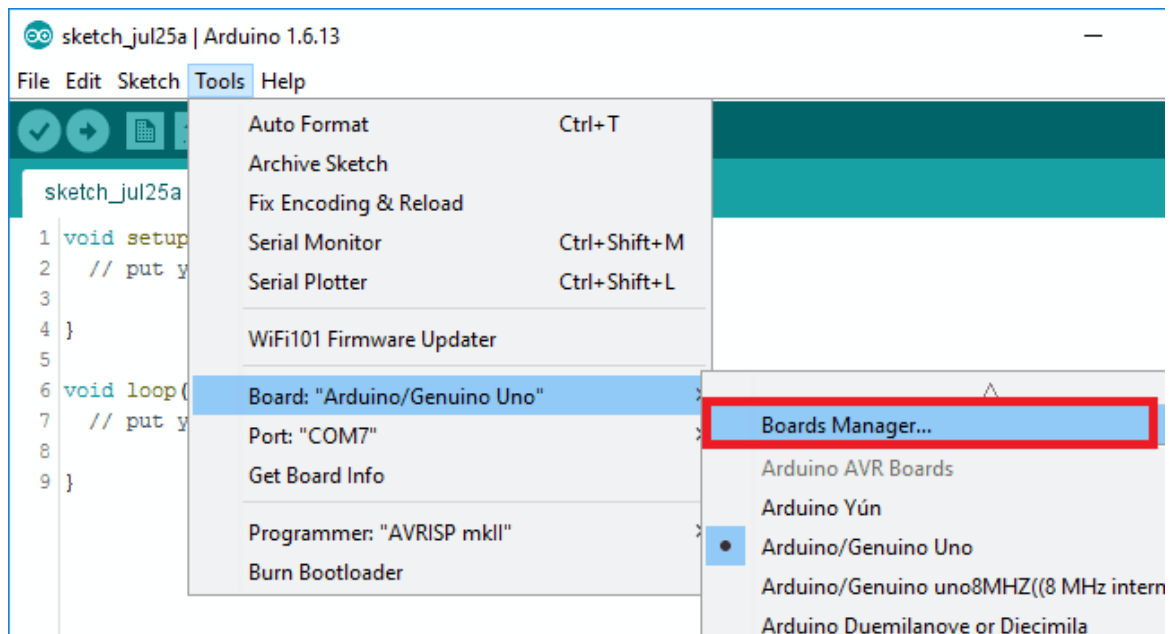 sketch_jul25a | Arduino 1.6.13
File Edit Sketch Tools Help
sketch_jul25a
Auto Format Ctrl+T
Archive Sketch
Fix Encoding & Reload
Serial Monitor Ctrl+Shift+M
Serial Plotter Ctrl+Shift+L
WiFi101 Firmware Updater
Board: "Arduino/Genuino Uno"
Port: "COM7"
Get Board Info
Programmer: "AVRISP mkII"
Burn Bootloader
1 void setup
2 // put y
3
4 }
5
6 void loop(
7 // put y
8
9 }
Boards Manager...
Arduino AVR Boards
Arduino Yún
Arduino/Genuino Uno
Arduino/Genuino uno8MHZ((8 MHz intern
Arduino Duemilanove or Diecimila